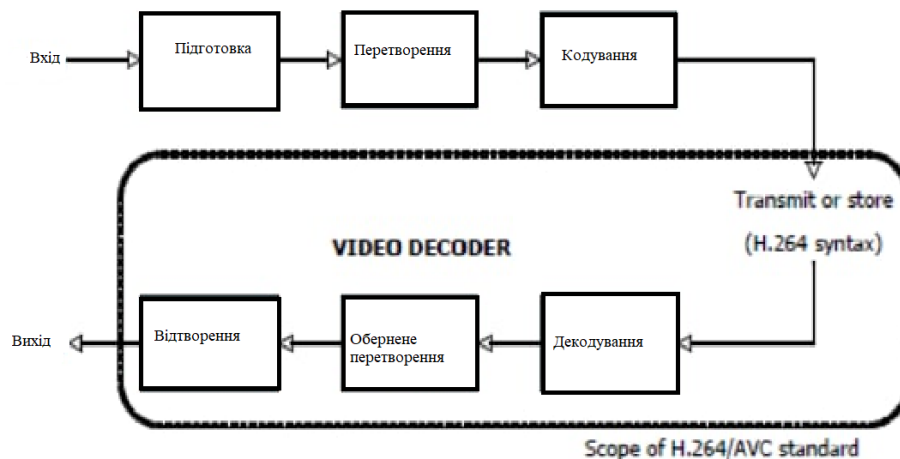 Вхід
Підготовка
Перетворення
Кодування
Transmit or store
(H.264 syntax)
VIDEO DECODER
Вихід
Відтворення
Обернене
перетворення
Декодування
Scope of H.264/AVC standard